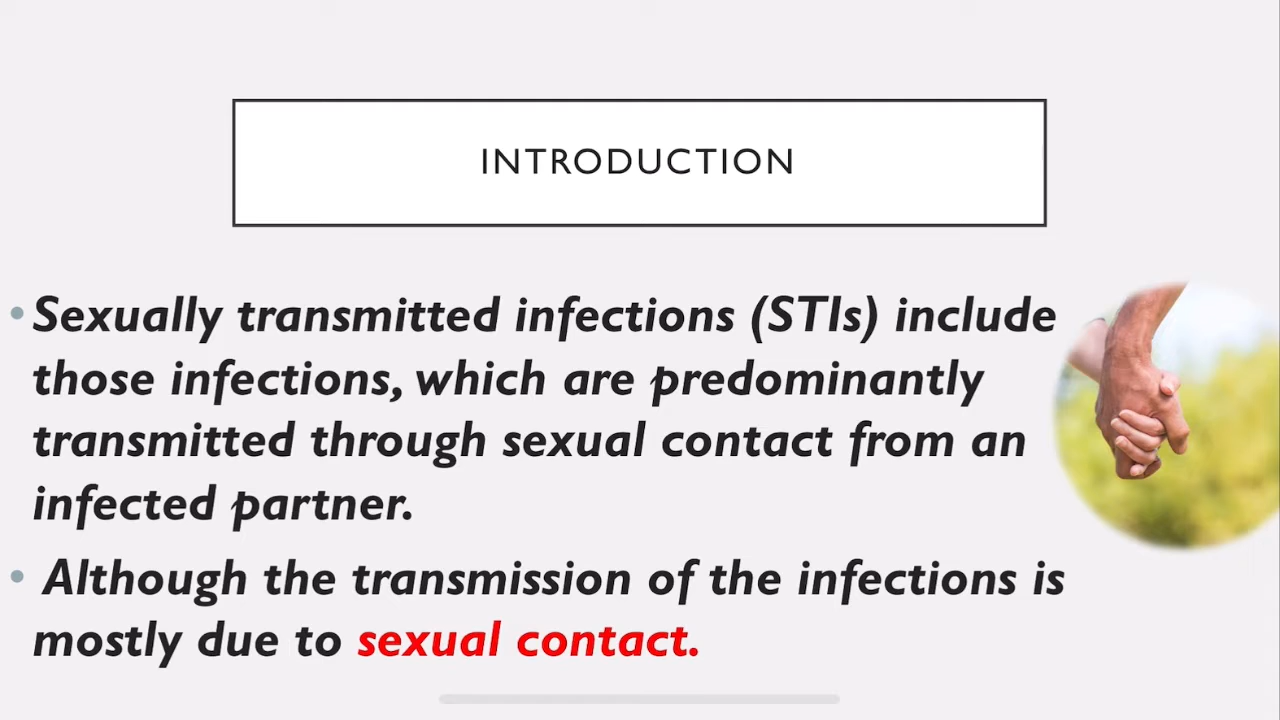 INTRODUCTION
• Sexually transmitted infections (STIs) include
those infections, which are predominantly
transmitted through sexual contact from an
infected partner.
• Although the transmission of the infections is
mostly due to sexual contact.